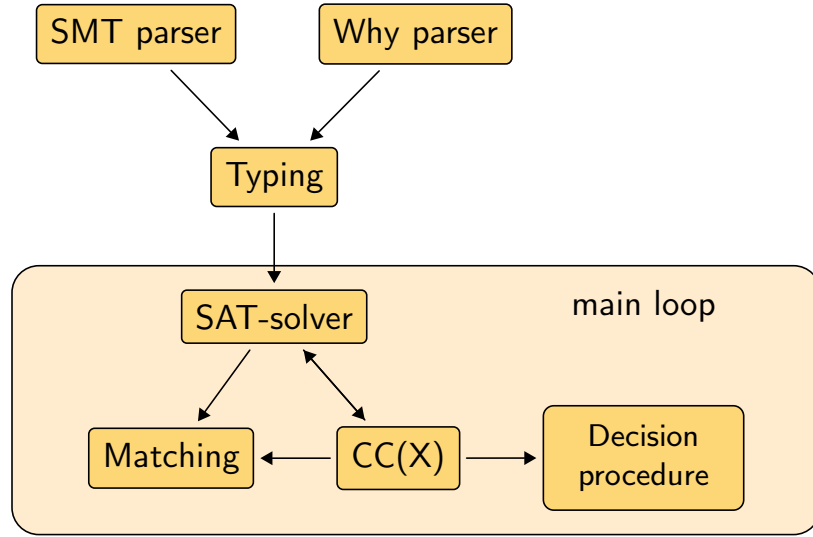 SMT parser
Why parser
Typing
SAT-solver
main loop
Matching
CC(X)
Decision
procedure